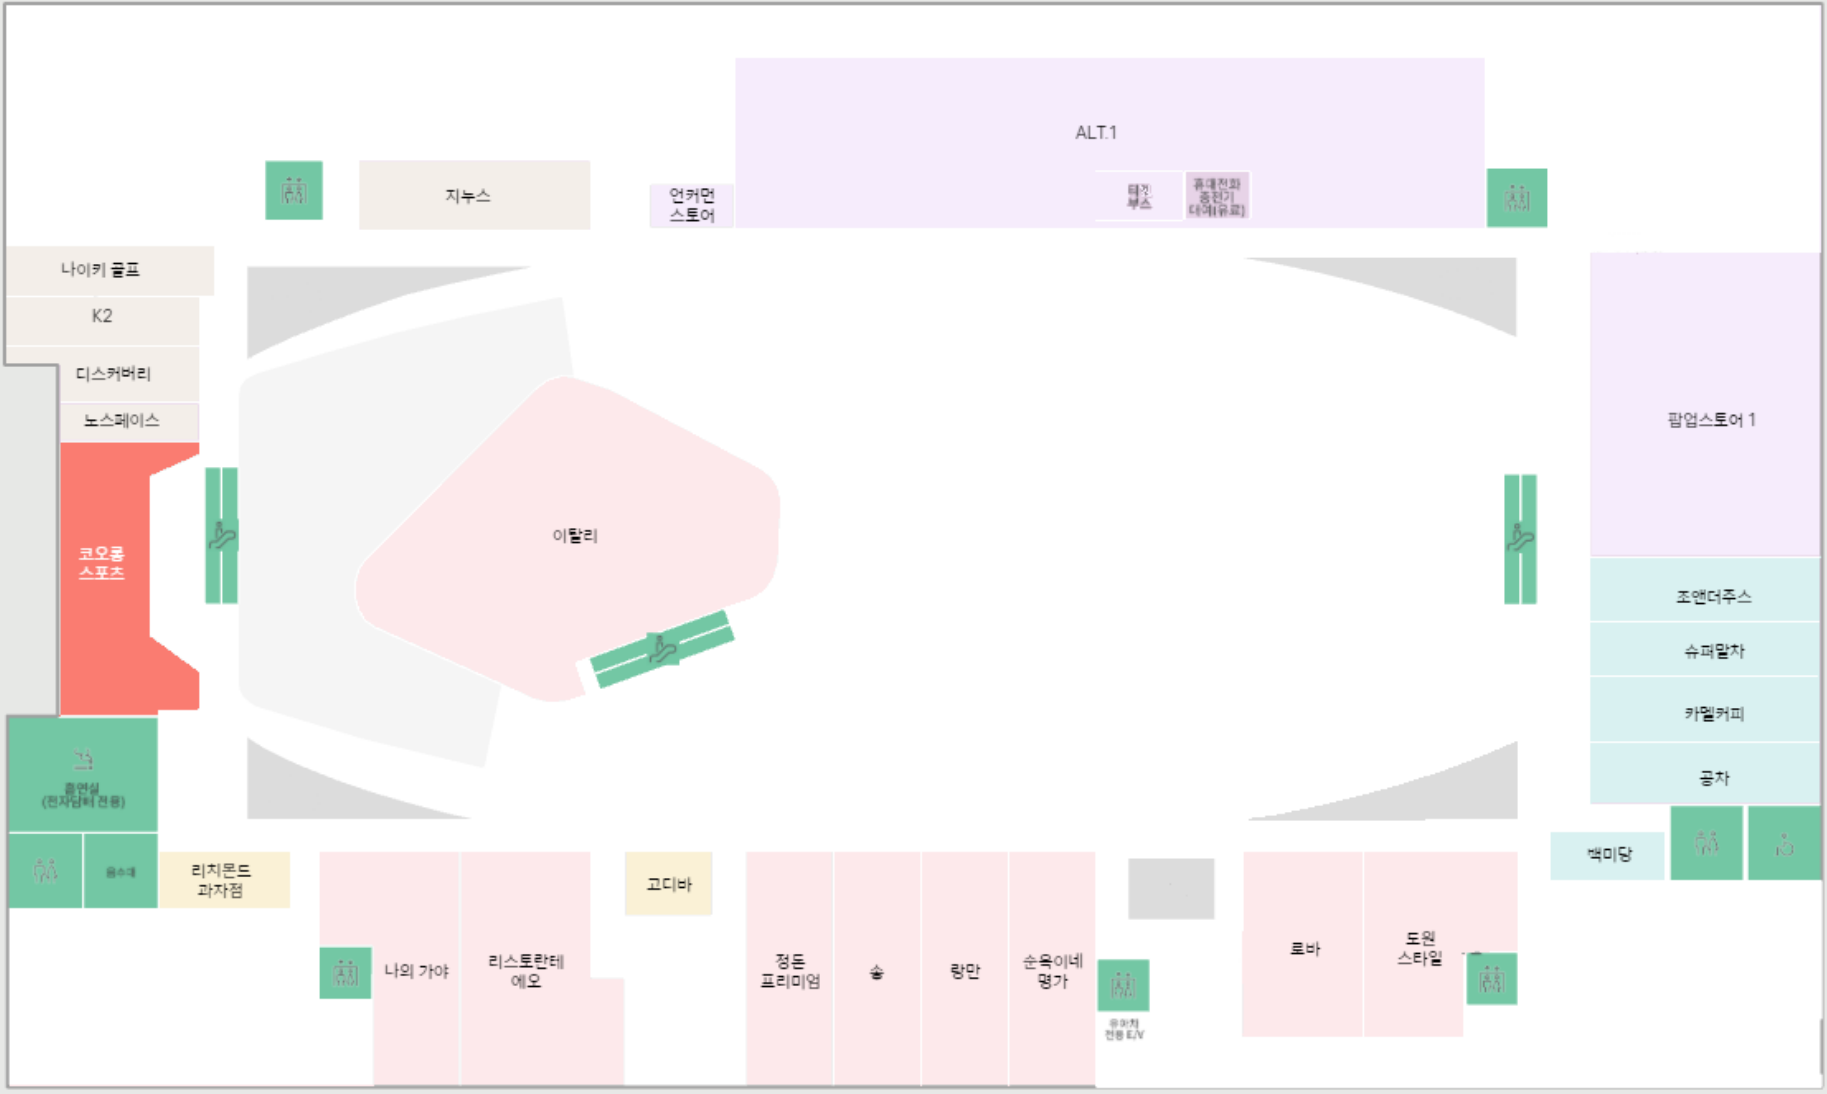 ALT.1
지누스
언커먼
스토어
티켓
부스
휴대전화
충전기
대여(유료)
나이키 골프
K2
디스커버리
노스페이스
코오롱
스포츠
이탈리
팝업스토어 1
조앤더주스
슈퍼말차
카멜커피
공차
백미당
흡연실
(전자담배 전용)
음수대
리치몬드
과자점
나의 가야
리스토란테
에오
고디바
정돈
프리미엄
송
랑만
순옥이네
명가
유아차
전용 E/V
로바
도원
스타일